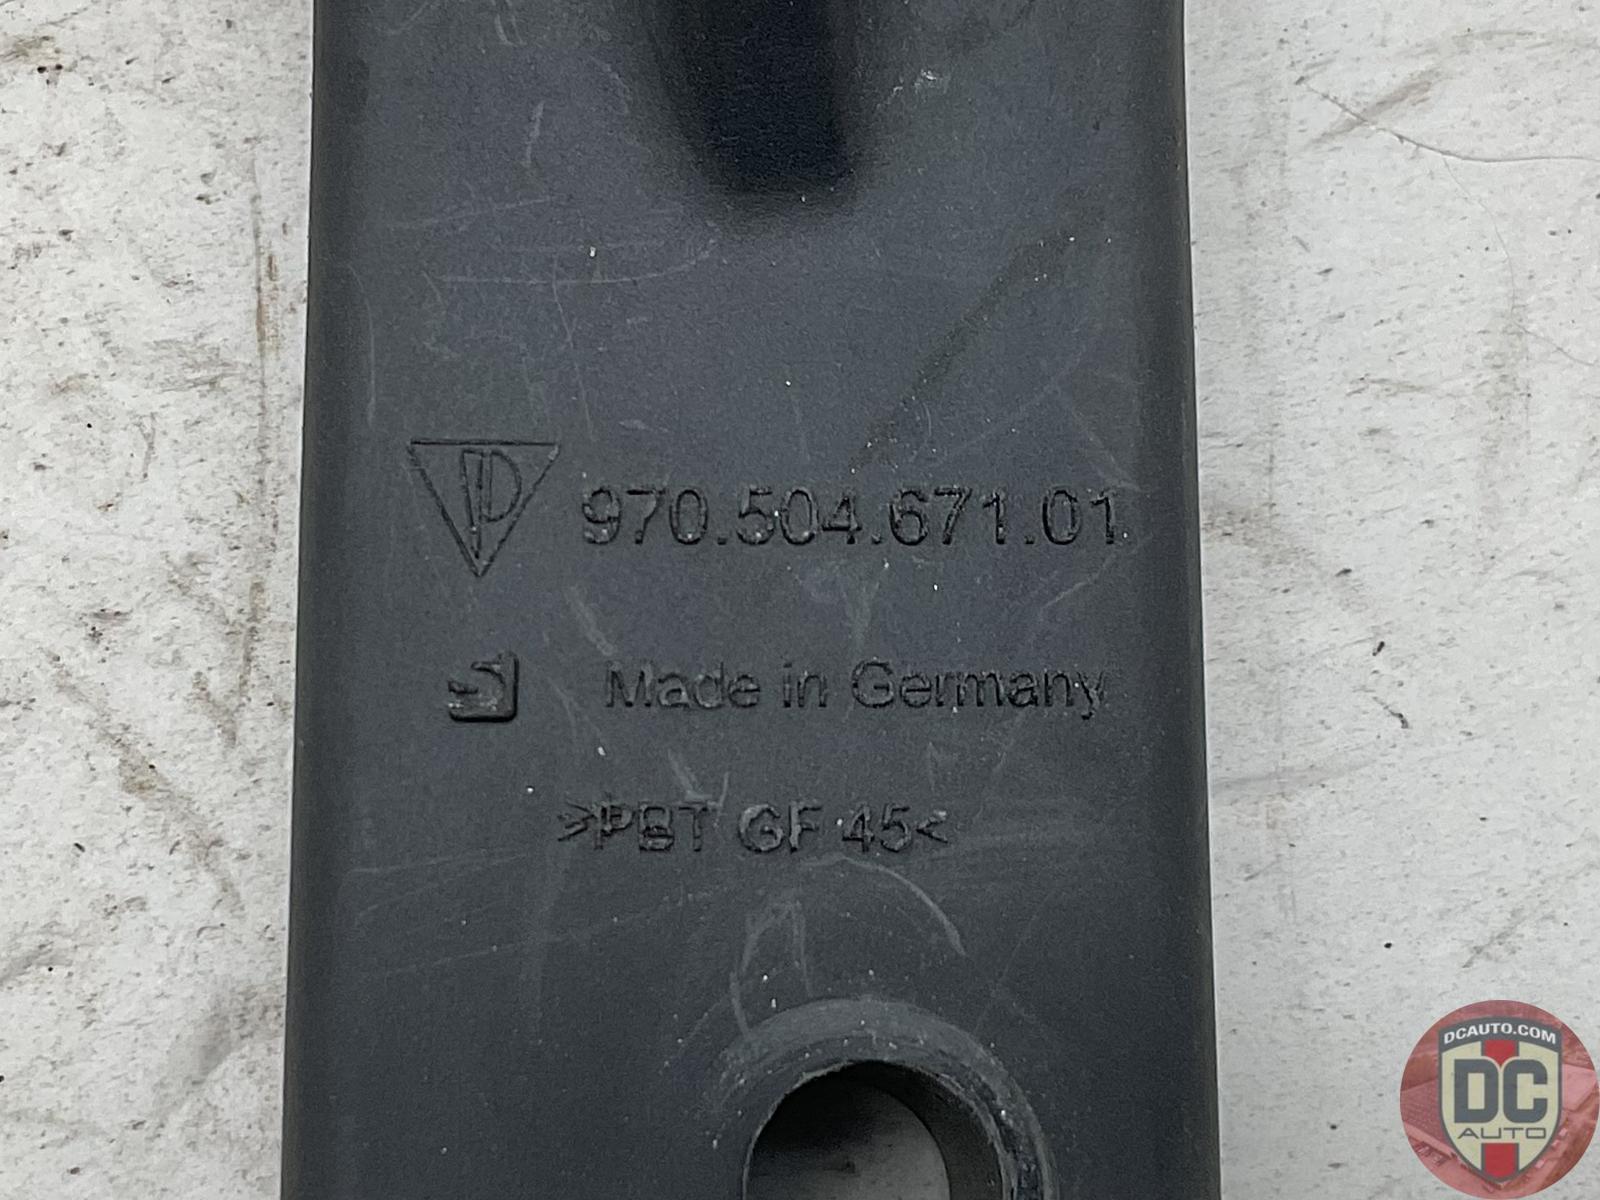 970.504.671.01
Made in Germany
>PBT GF 45<
DCAUTO.COM
DC
AUTO